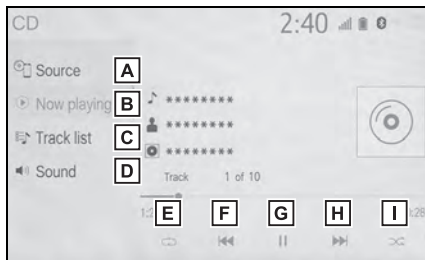 CD 2:40
Source A
Now playing B
Track list C
Sound D
********
********
********
Track 1 of 10
E F G H I